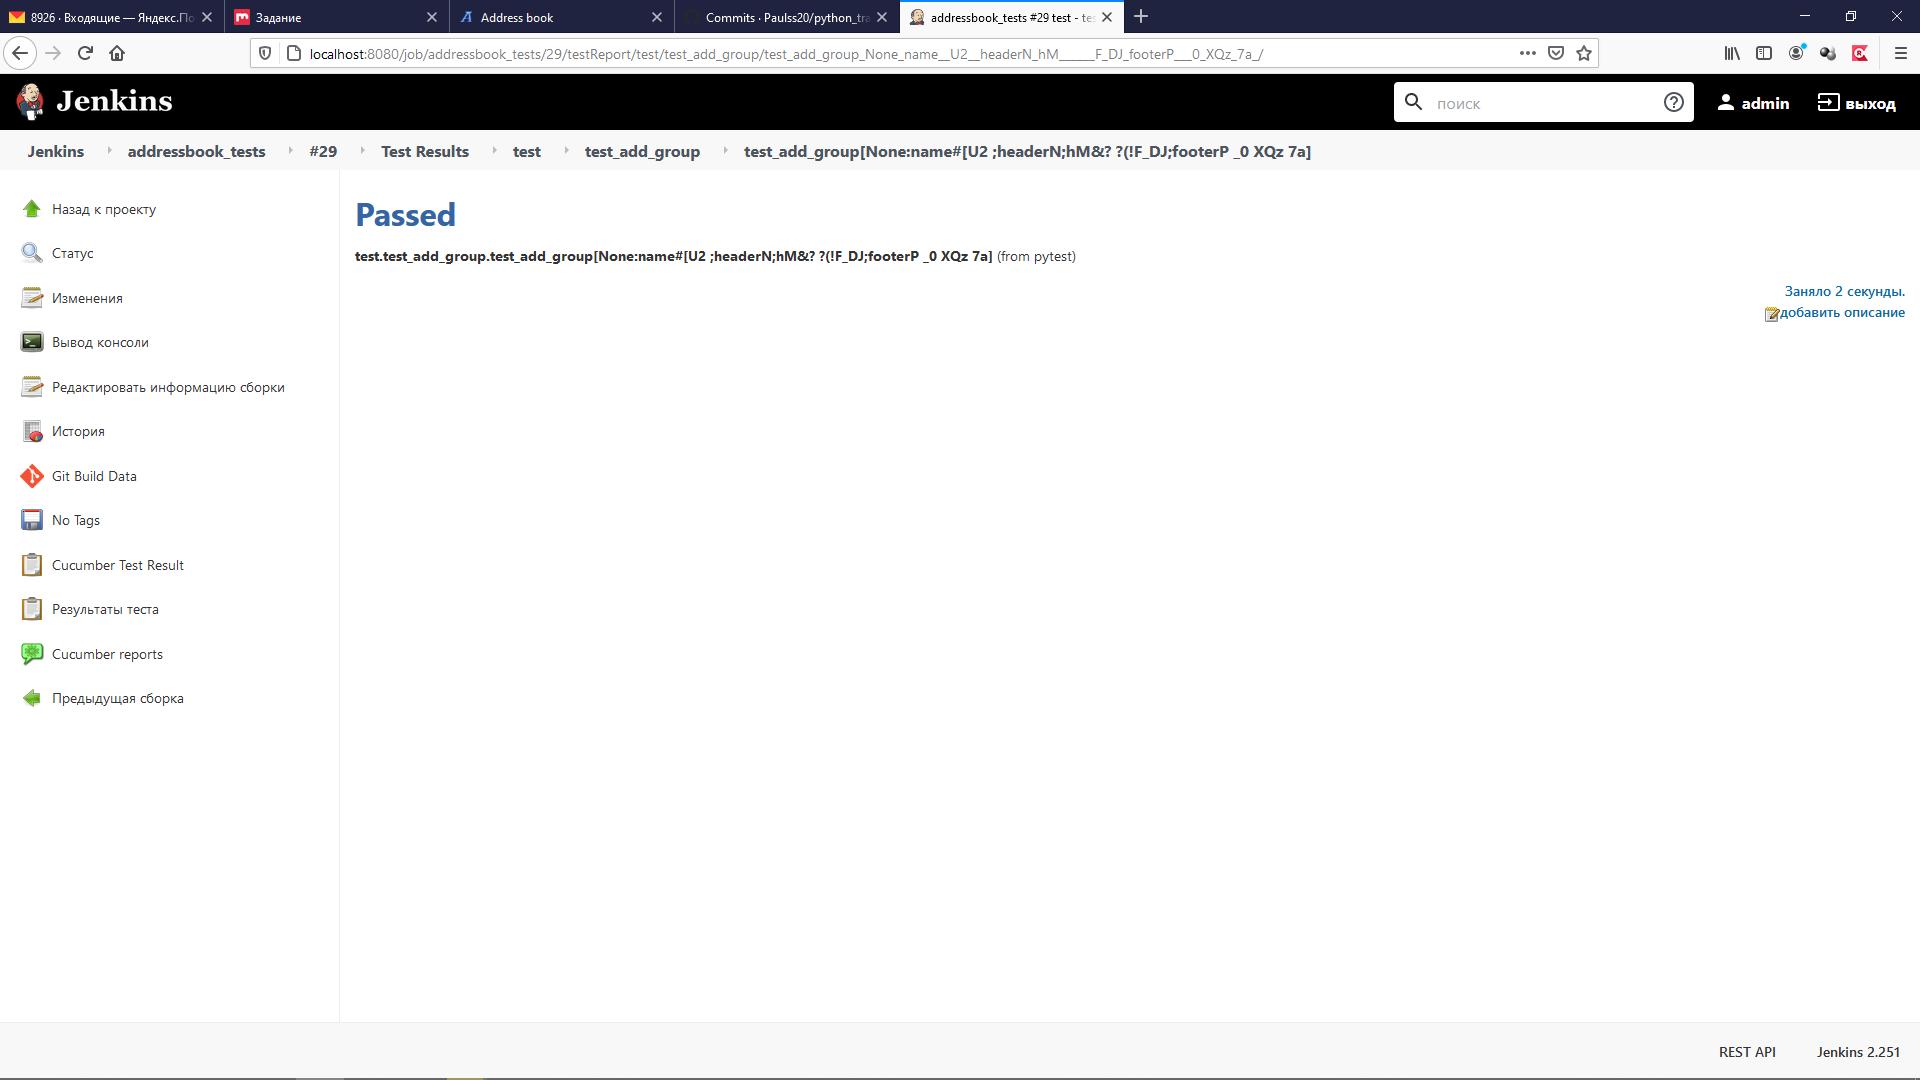 8926 · Входящие — Яндекс.По
Задание
Address book
Commits · Paulss20/python_tra
addressbook_tests #29 test - tes
localhost:8080/job/addressbook_tests/29/testReport/test/test_add_group/test_add_group_None_name__U2__headerN_hM______F_DJ_footerP___0_XQz_7a_/
Jenkins
поиск
admin
выход
Jenkins addressbook_tests #29 Test Results test test_add_group test_add_group[None:name#[U2 ;headerN;hM&? ?(!F_DJ;footerP _0 XQz 7a]
Назад к проекту
Статус
Изменения
Вывод консоли
Редактировать информацию сборки
История
Git Build Data
No Tags
Cucumber Test Result
Результаты теста
Cucumber reports
Предыдущая сборка
Passed
test.test_add_group.test_add_group[None:name#[U2 ;headerN;hM&? ?(!F_DJ;footerP _0 XQz 7a] (from pytest)
Заняло 2 секунды.
добавить описание
REST API
Jenkins 2.251